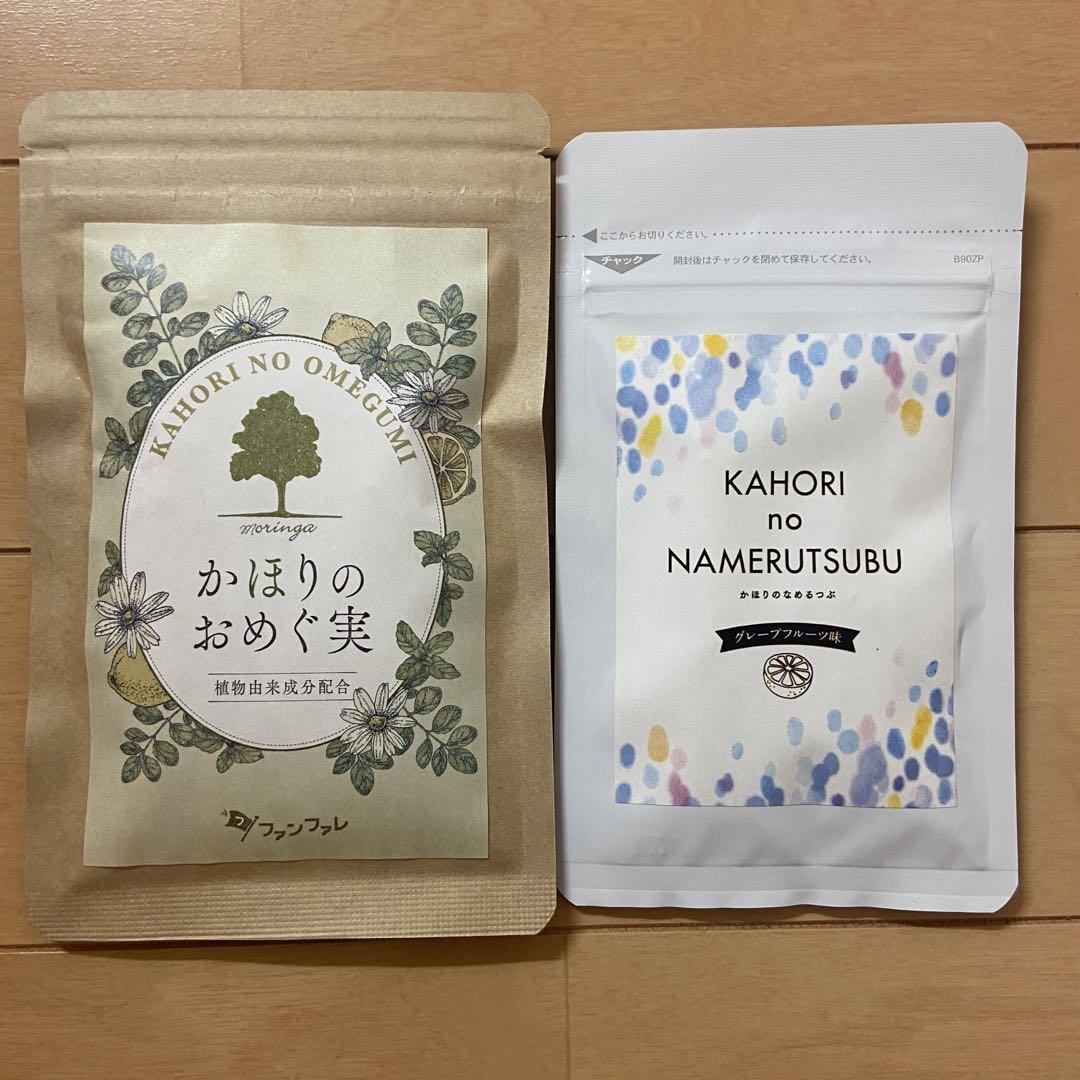 KAHORI NO OMEGUMI
moringa
かほりの
おめぐ実
植物由来成分配合
つ
ファンファレ
ここからお切りください。
チャック
開封後はチャックを閉めて保存してください。
B90ZP
KAHORI
no
NAMERUTSUBU
かほりのなめるつぶ
グレープフルーツ味